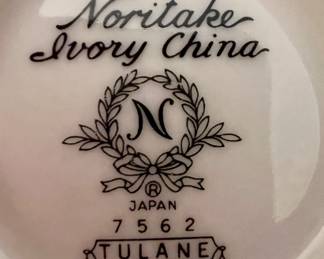 Noritake
Ivory China
N
®
JAPAN
7562
TULANE